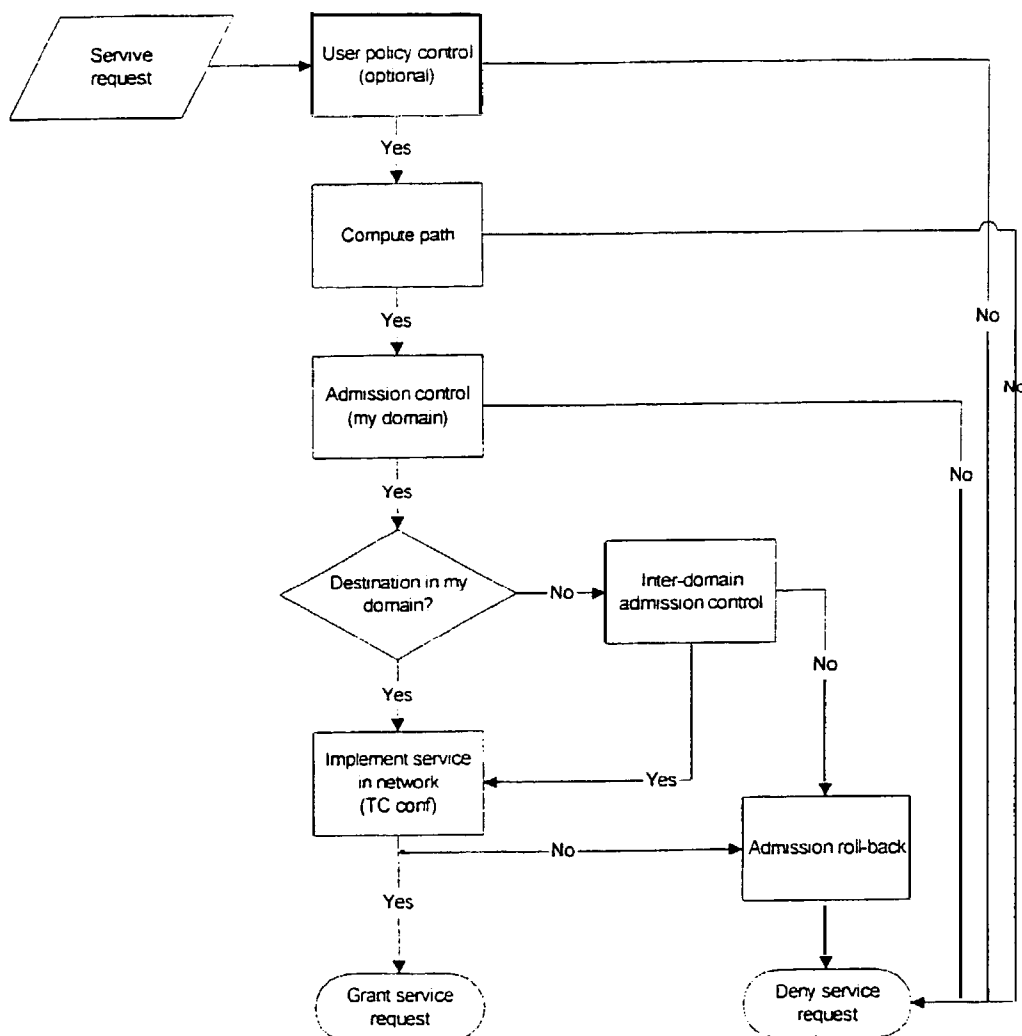 Servive
request
User policy control
(optional)
Yes
Compute path
No
Yes
No
Admission control
(my domain)
No
Yes
Destination in my
domain?
No
Inter-domain
admission control
No
Yes
Implement service
in network
(TC conf)
Yes
No
Admission roll-back
Yes
Grant service
request
Deny service
request